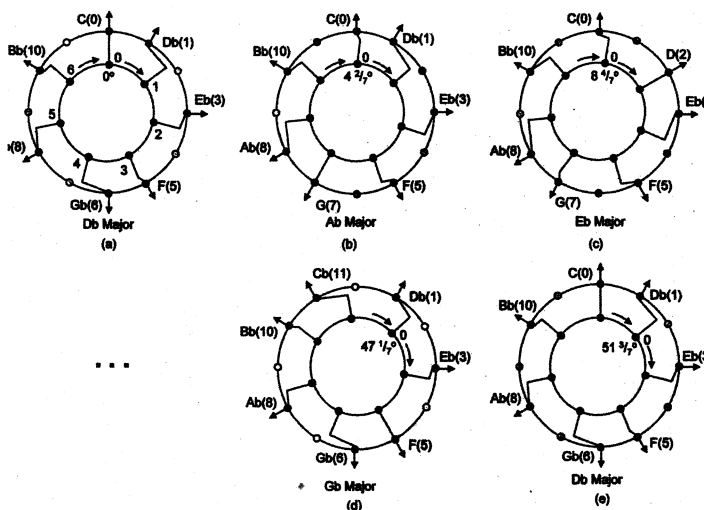 C(0)
Bb(10)
Db(1)
6
0
0°
1
Eb(3)
5
2
b(8)
4
3
Gb(6)
F(5)
Db Major
(a)
C(0)
Bb(10)
Db(1)
0
4 2/7°
Eb(3)
Ab(8)
F(5)
G(7)
Ab Major
(b)
C(0)
Bb(10)
D(2)
0
8 4/7°
Eb(
Ab(8)
F(5)
G(7)
Eb Major
(c)
...
Cb(11)
Db(1)
Bb(10)
0
47 1/7°
Eb(3)
Ab(8)
F(5)
Gb(6)
Gb Major
(d)
C(0)
Db(1)
Bb(10)
0
51 3/7°
Eb(3)
Ab(8)
F(5)
Gb(6)
Db Major
(e)